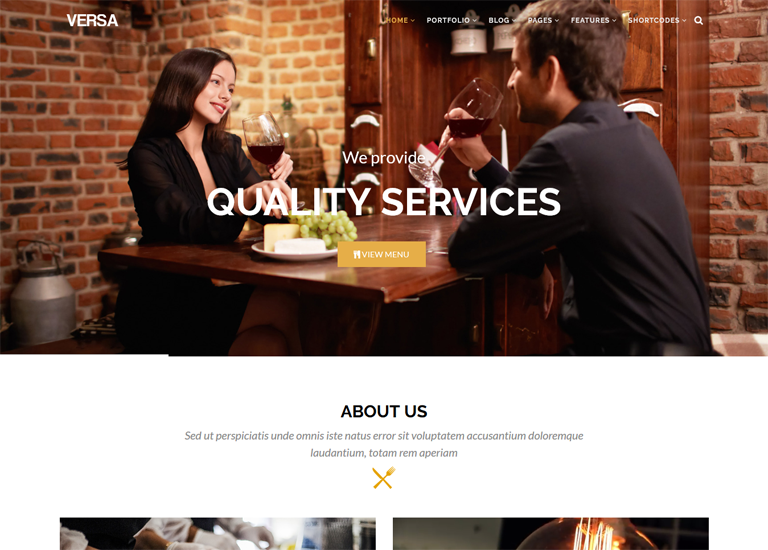 VERSA
HOME PORTFOLIO BLOG PAGES FEATURES SHORTCODES
We provide
QUALITY SERVICES
VIEW MENU
ABOUT US
Sed ut perspiciatis unde omnis iste natus error sit voluptatem accusantium doloremque
laudantium, totam rem aperiam